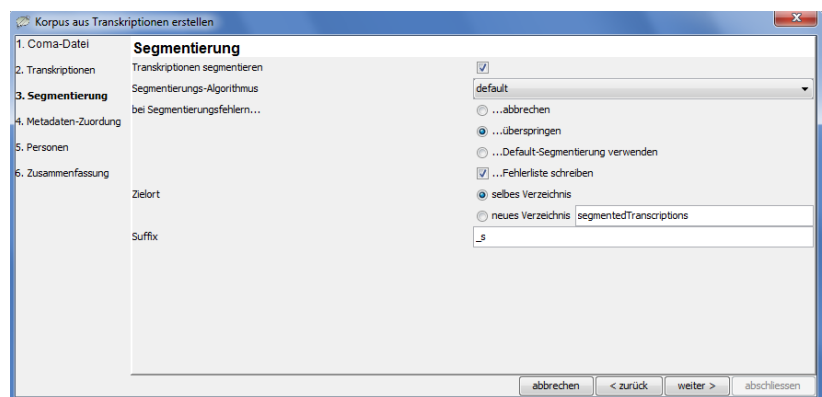 Korpus aus Transkriptionen erstellen
1. Coma-Datei
2. Transkriptionen
3. Segmentierung
4. Metadaten-Zuordung
5. Personen
6. Zusammenfassung
Segmentierung
Transkriptionen segmentieren
Segmentierungs-Algorithmus default
bei Segmentierungsfehlern... ...abbrechen
...überspringen
...Default-Segmentierung verwenden
...Fehlerliste schreiben
Zielort selbes Verzeichnis
neues Verzeichnis segmentedTranscriptions
Suffix _s
abbrechen < zurück weiter > abschliessen